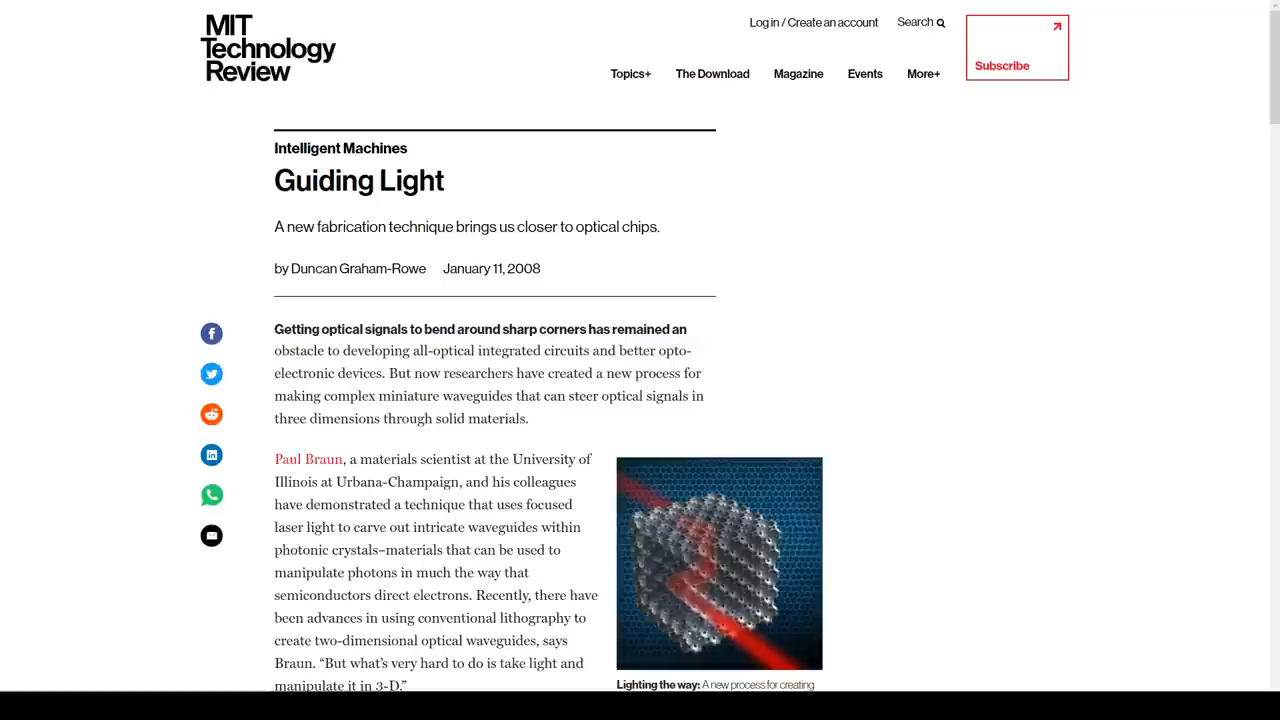 MIT
Technology
Review
Log in / Create an account
Search
Subscribe
Topics+
The Download
Magazine
Events
More+
Intelligent Machines
Guiding Light
A new fabrication technique brings us closer to optical chips.
by Duncan Graham-Rowe January 11, 2008
Getting optical signals to bend around sharp corners has remained an
obstacle to developing all-optical integrated circuits and better opto-
electronic devices. But now researchers have created a new process for
making complex miniature waveguides that can steer optical signals in
three dimensions through solid materials.
Paul Braun, a materials scientist at the University of
Illinois at Urbana-Champaign, and his colleagues
have demonstrated a technique that uses focused
laser light to carve out intricate waveguides within
photonic crystals–materials that can be used to
manipulate photons in much the way that
semiconductors direct electrons. Recently, there have
been advances in using conventional lithography to
create two-dimensional optical waveguides, says
Braun. “But what’s very hard to do is take light and
manipulate it in 3-D.”
Lighting the way: A new process for creating